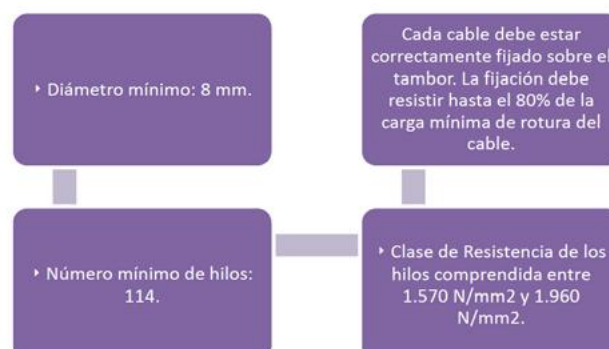 ‣ Diámetro mínimo: 8 mm.
‣ Número mínimo de hilos:
114.
‣ Clase de Resistencia de los
hilos comprendida entre
1.570 N/mm2 y 1.960
N/mm2.
Cada cable debe estar
correctamente fijado sobre el
tambor. La fijación debe
resistir hasta el 80% de la
carga mínima de rotura del
cable.